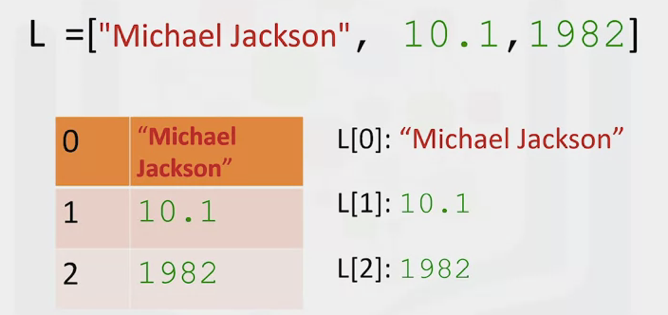 L =["Michael Jackson", 10.1,1982]
0 “Michael Jackson” L[0]: “Michael Jackson”
1 10.1 L[1]: 10.1
2 1982 L[2]: 1982